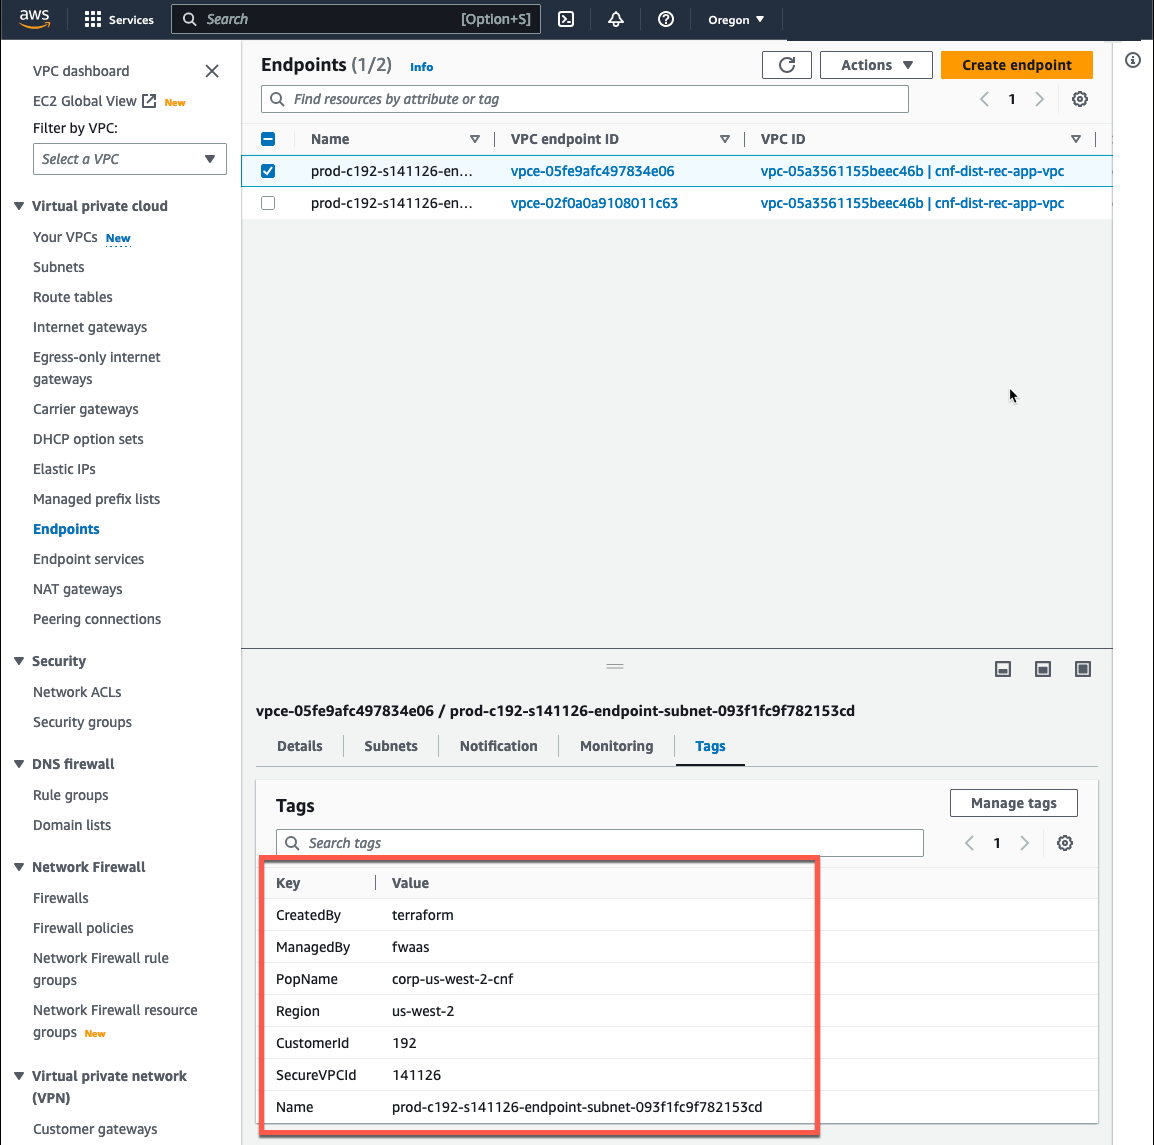 aws Services Search [Option+S] Oregon
VPC dashboard
EC2 Global View New
Filter by VPC:
Select a VPC
Virtual private cloud
Your VPCs New
Subnets
Route tables
Internet gateways
Egress-only internet
gateways
Carrier gateways
DHCP option sets
Elastic IPs
Managed prefix lists
Endpoints
Endpoint services
NAT gateways
Peering connections
Security
Network ACLs
Security groups
DNS firewall
Rule groups
Domain lists
Network Firewall
Firewalls
Firewall policies
Network Firewall rule
groups
Network Firewall resource
groups New
Virtual private network
(VPN)
Customer gateways
Endpoints (1/2) Info
Actions
Create endpoint
Find resources by attribute or tag
1
Name VPC endpoint ID VPC ID
prod-c192-s141126-en... vpce-05fe9afc497834e06 vpc-05a3561155beec46b | cnf-dist-rec-app-vpc
prod-c192-s141126-en... vpce-02f0a0a9108011c63 vpc-05a3561155beec46b | cnf-dist-rec-app-vpc
vpce-05fe9afc497834e06 / prod-c192-s141126-endpoint-subnet-093f1fc9f782153cd
Details Subnets Notification Monitoring Tags
Tags
Manage tags
Search tags
1
Key Value
CreatedBy terraform
ManagedBy fwaas
PopName corp-us-west-2-cnf
Region us-west-2
CustomerId 192
SecureVPCId 141126
Name prod-c192-s141126-endpoint-subnet-093f1fc9f782153cd